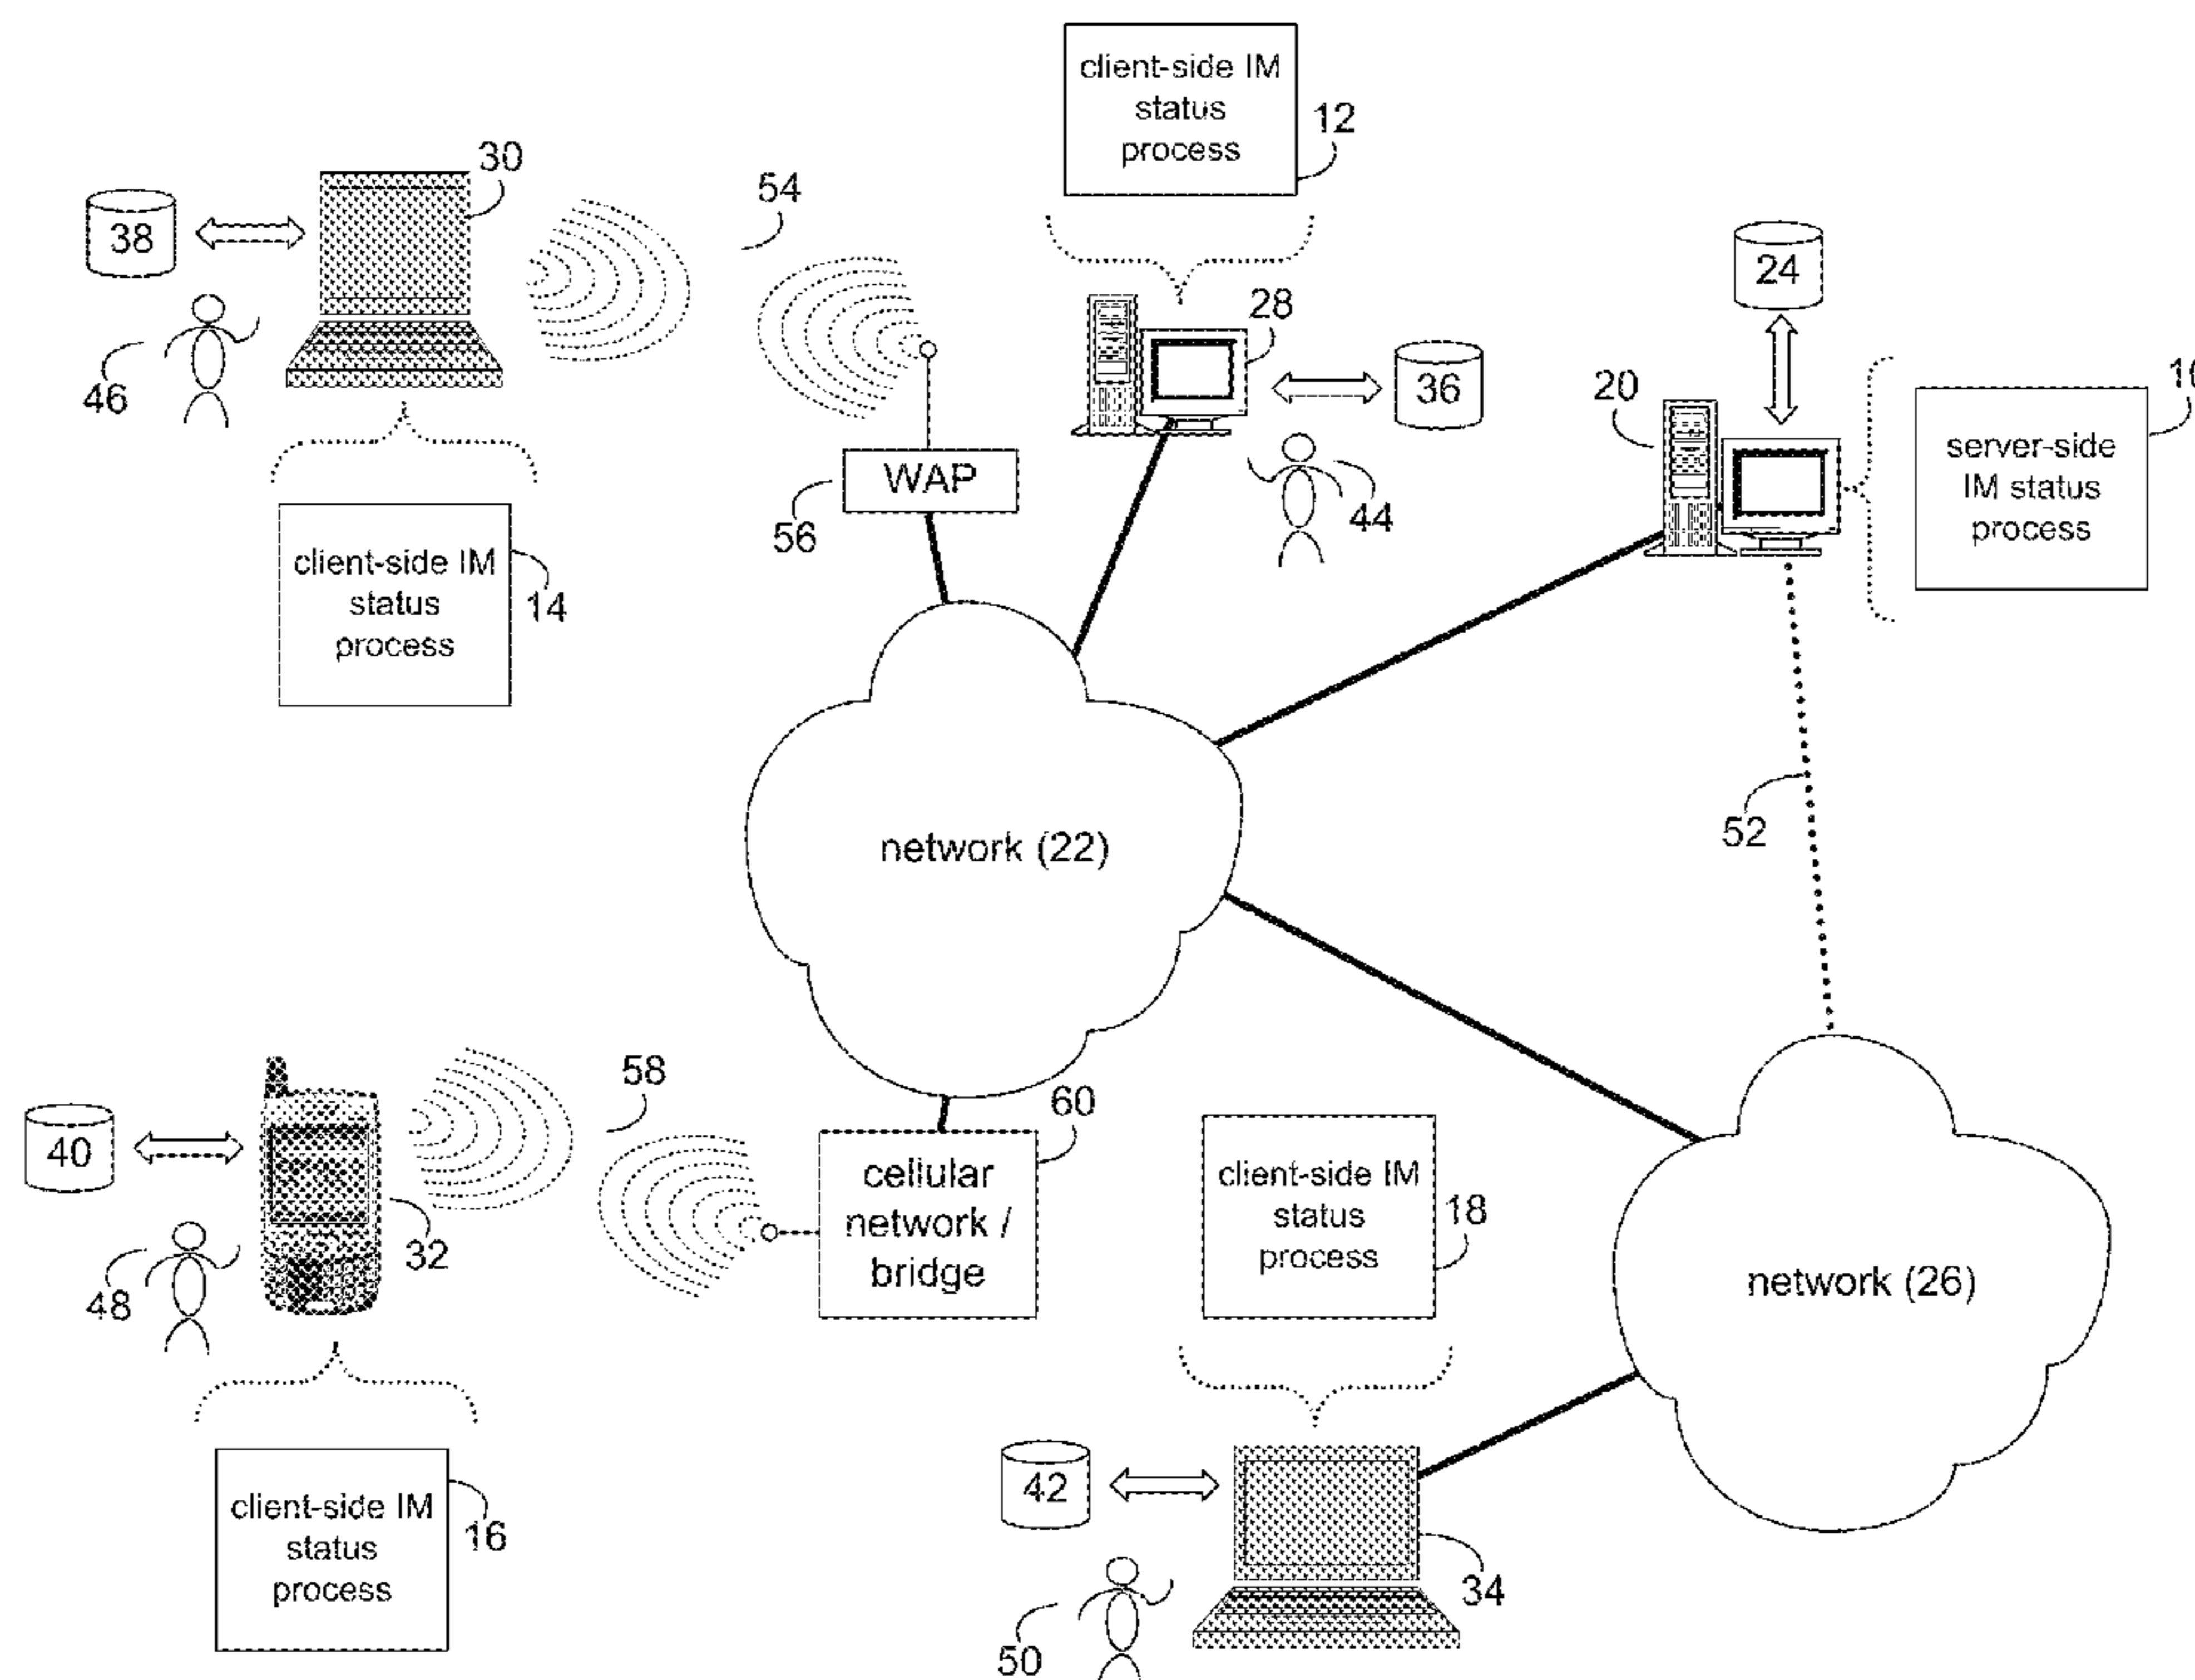 client-side IM
status
process
12
30
54
38
24
28
36
20
10
server-side
IM status
process
46
WAP
44
56
client-side IM
status
process
14
52
network (22)
58
60
40
cellular
network /
bridge
client-side IM
status
process
18
32
48
network (26)
client-side IM
status
process
16
42
34
50